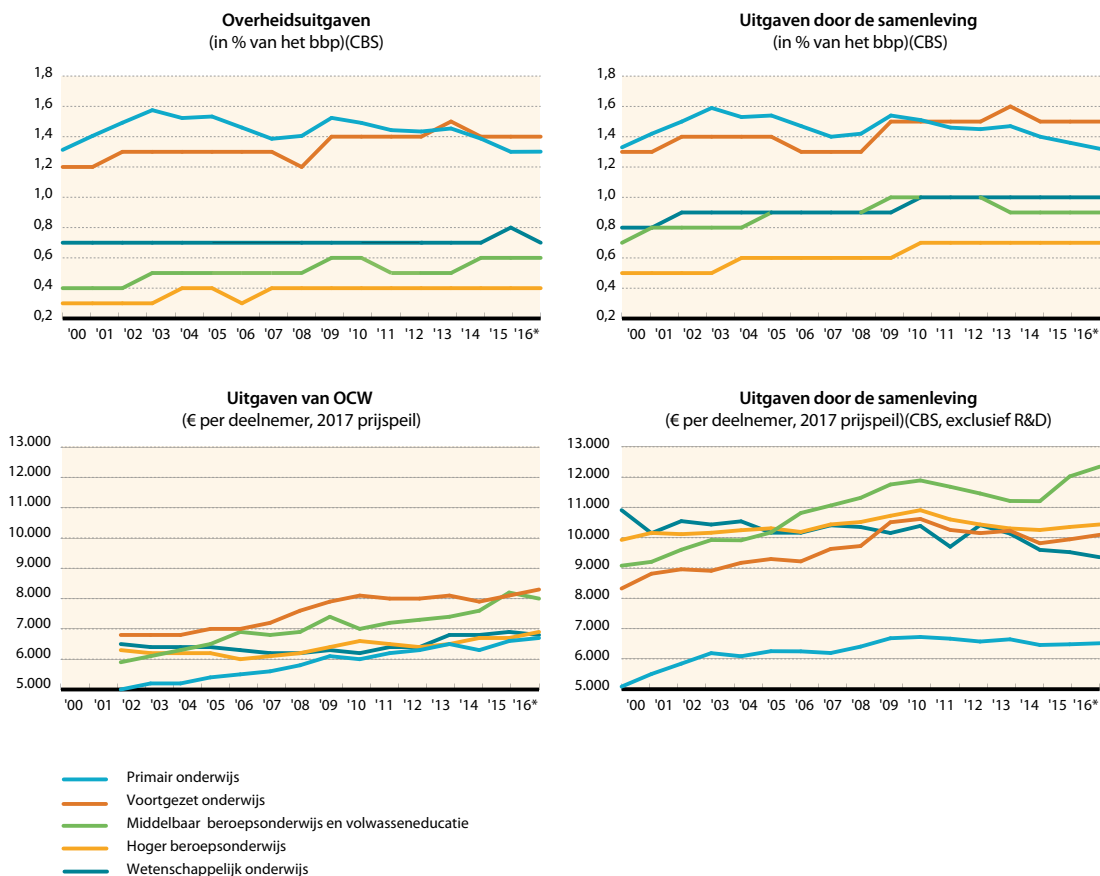 Overheidsuitgaven
(in % van het bbp)(CBS)
1,8
1,6
1,4
1,2
1,0
0,8
0,6
0,4
0,2
'00 '01 '02 '03 '04 '05 '06 '07 '08 '09 '10 '11 '12 '13 '14 '15 '16*
Uitgaven door de samenleving
(in % van het bbp)(CBS)
1,8
1,6
1,4
1,2
1,0
0,8
0,6
0,4
0,2
'00 '01 '02 '03 '04 '05 '06 '07 '08 '09 '10 '11 '12 '13 '14 '15 '16*
Uitgaven van OCW
(€ per deelnemer, 2017 prijspeil)
13.000
12.000
11.000
10.000
9.000
8.000
7.000
6.000
5.000
'00 '01 '02 '03 '04 '05 '06 '07 '08 '09 '10 '11 '12 '13 '14 '15 '16*
Uitgaven door de samenleving
(€ per deelnemer, 2017 prijspeil)(CBS, exclusief R&D)
13.000
12.000
11.000
10.000
9.000
8.000
7.000
6.000
5.000
'00 '01 '02 '03 '04 '05 '06 '07 '08 '09 '10 '11 '12 '13 '14 '15 '16*
Primair onderwijs
Voortgezet onderwijs
Middelbaar beroepsonderwijs en volwasseneducatie
Hoger beroepsonderwijs
Wetenschappelijk onderwijs